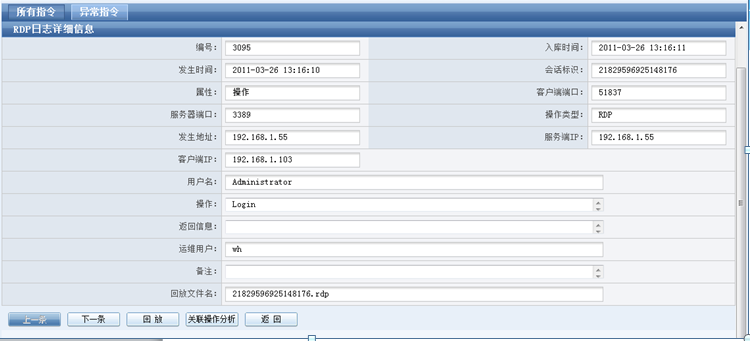 所有指令 异常指令
RDP日志详细信息
编号: 3095 入库时间: 2011-03-26 13:16:11
发生时间: 2011-03-26 13:16:10 会话标识: 21829596925148176
属性: 操作 客户端端口: 51837
服务器端口: 3389 操作类型: RDP
发生地址: 192.168.1.55 服务端IP: 192.168.1.55
客户端IP: 192.168.1.103
用户名: Administrator
操作: Login
返回信息:
运维用户: wh
备注:
回放文件名: 21829596925148176.rdp
上一条 下一条 回 放 关联操作分析 返 回